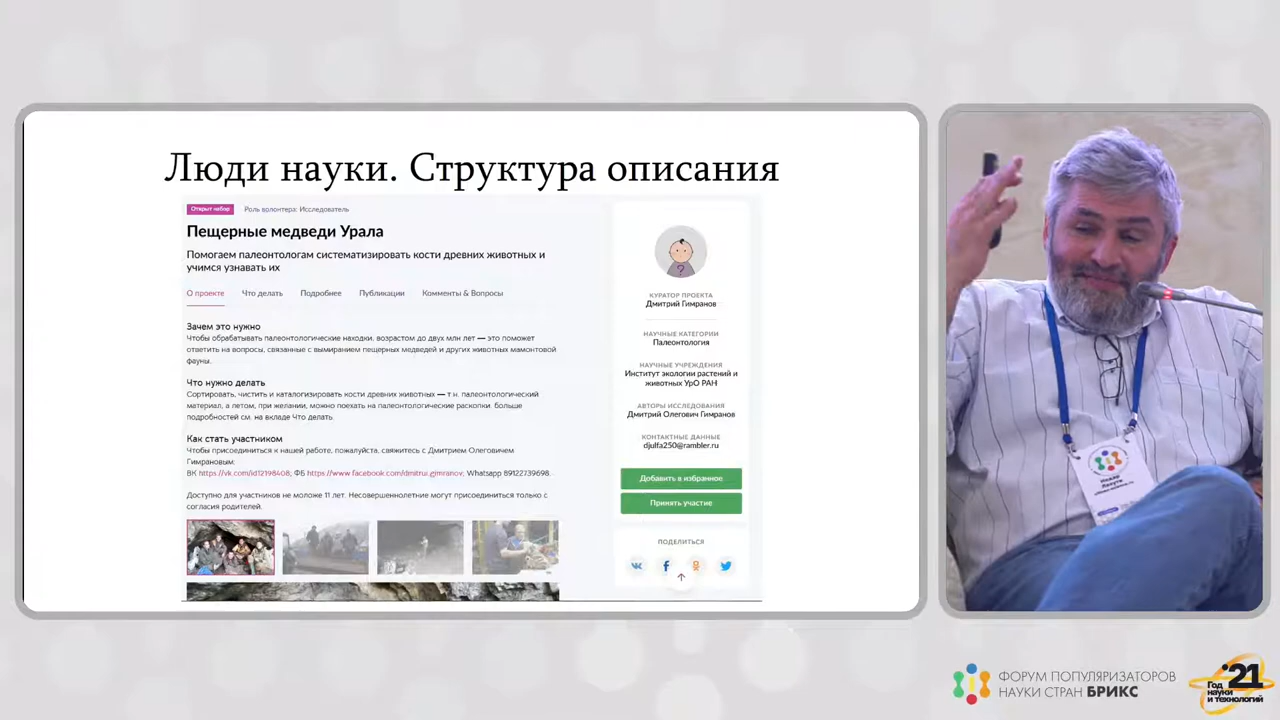 Люди науки. Структура описания
Открыт набор
Роль волонтера: Исследователь
Пещерные медведи Урала
Помогаем палеонтологам систематизировать кости древних животных и
учимся узнавать их
О проекте Что делать Подробнее Публикации Комменты & Вопросы
Зачем это нужно
Чтобы обрабатывать палеонтологические находки, возрастом до двух млн лет — это поможет
ответить на вопросы, связанные с вымиранием пещерных медведей и других животных мамонтовой
фауны.
Что нужно делать
Сортировать, чистить и каталогизировать кости древних животных — т.н. палеонтологический
материал, а летом, при желании, можно поехать на палеонтологические раскопки. больше
подробностей см. на вкладе Что делать.
Как стать участником
Чтобы присоединиться к нашей работе, пожалуйста, свяжитесь с Дмитрием Олеговичем
Гимрановым:
ВК https://vk.com/id12198408; ФБ https://www.facebook.com/dmitrui.gimranov; Whatsapp 89122739698.
Доступно для участников не моложе 11 лет. Несовершеннолетние могут присоединиться только с
согласия родителей.
?
КУРАТОР ПРОЕКТА
Дмитрий Гимранов
НАУЧНЫЕ КАТЕГОРИИ
Палеонтология
НАУЧНЫЕ УЧРЕЖДЕНИЯ
Институт экологии растений и
животных УрО РАН
АВТОРЫ ИССЛЕДОВАНИЯ
Дмитрий Олегович Гимранов
КОНТАКТНЫЕ ДАННЫЕ
djulfa250@rambler.ru
Добавить в избранное
Принять участие
ПОДЕЛИТЬСЯ
ФОРУМ ПОПУЛЯРИЗАТОРОВ
НАУКИ СТРАН БРИКС
'21
Год
науки
и технологий